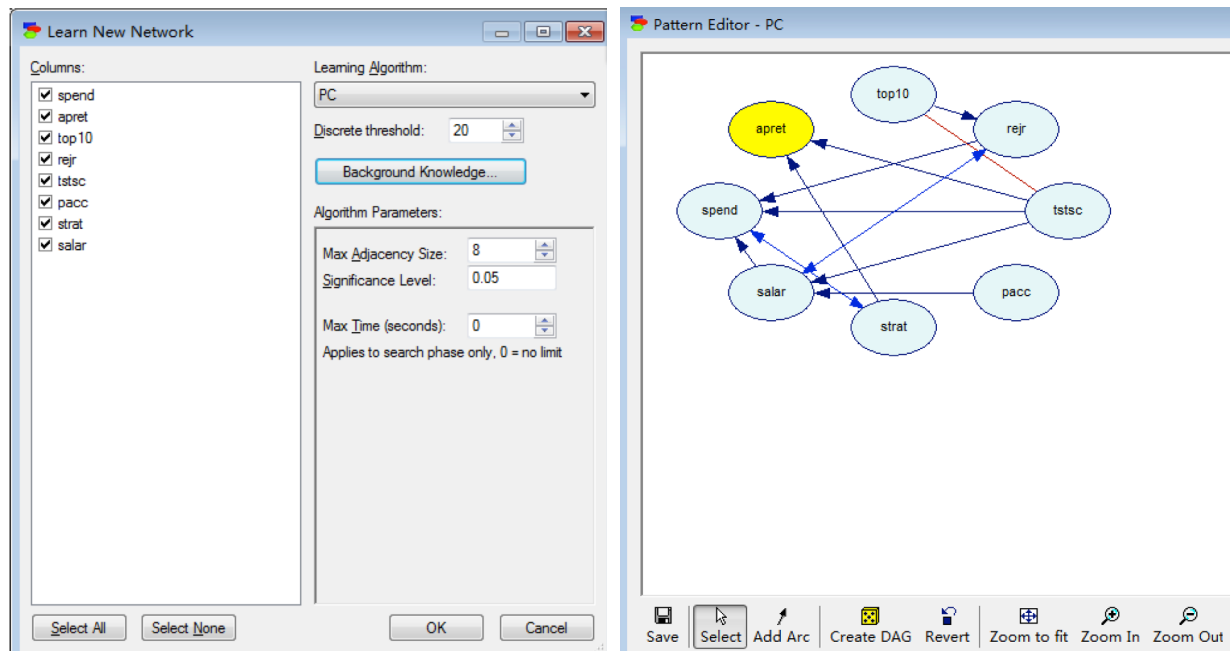 Learn New Network
Columns:
spend
apret
top10
rejr
tstsc
pacc
strat
salar
Learning Algorithm:
PC
Discrete threshold: 20
Background Knowledge...
Algorithm Parameters:
Max Adjacency Size: 8
Significance Level: 0.05
Max Time (seconds): 0
Applies to search phase only, 0 = no limit
Select All Select None OK Cancel
Pattern Editor - PC
top10
apret
rejr
spend
tstsc
salar
pacc
strat
Save Select Add Arc Create DAG Revert Zoom to fit Zoom In Zoom Out